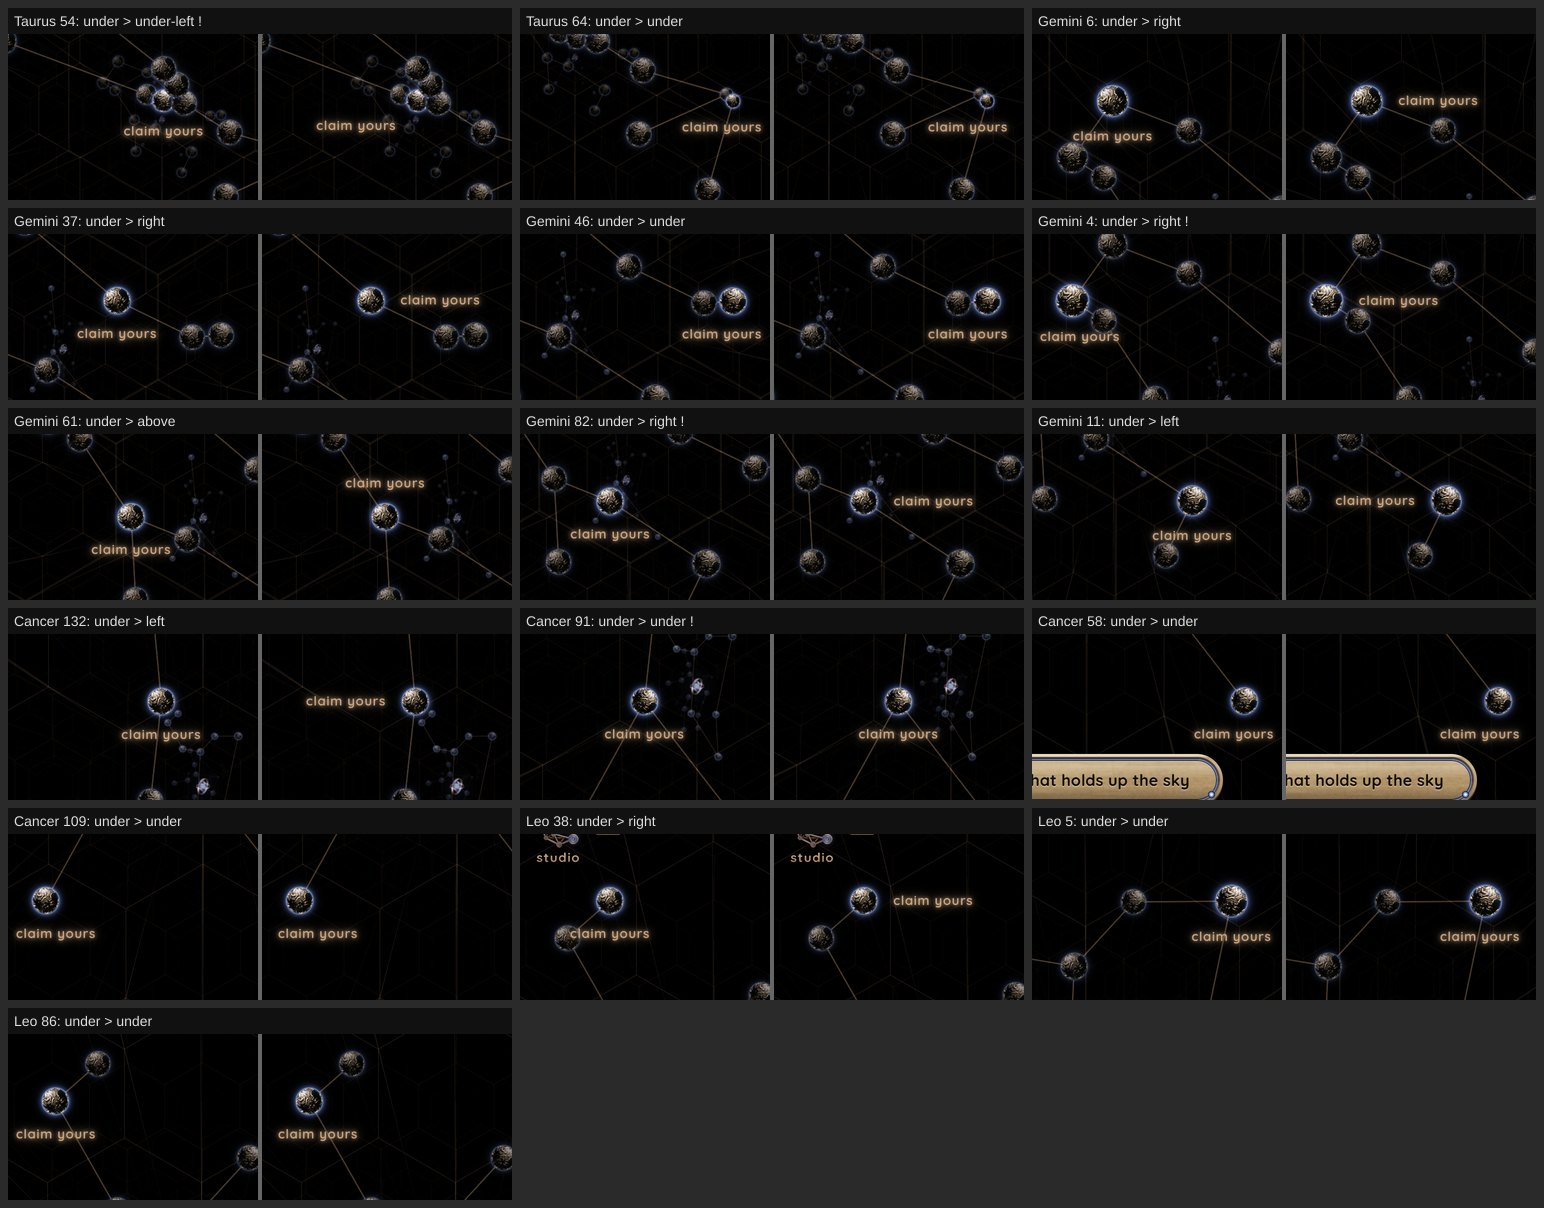 Taurus 54: under > under-left !
claim yours
claim yours
Taurus 64: under > under
claim yours
claim yours
Gemini 6: under > right
claim yours
claim yours
Gemini 37: under > right
claim yours
claim yours
Gemini 46: under > under
claim yours
claim yours
Gemini 4: under > right !
claim yours
claim yours
Gemini 61: under > above
claim yours
claim yours
Gemini 82: under > right !
claim yours
claim yours
Gemini 11: under > left
claim yours
claim yours
Cancer 132: under > left
claim yours
claim yours
Cancer 91: under > under !
claim yours
claim yours
Cancer 58: under > under
claim yours
claim yours
hat holds up the sky
hat holds up the sky
Cancer 109: under > under
claim yours
claim yours
Leo 38: under > right
studio
studio
claim yours
claim yours
Leo 5: under > under
claim yours
claim yours
Leo 86: under > under
claim yours
claim yours